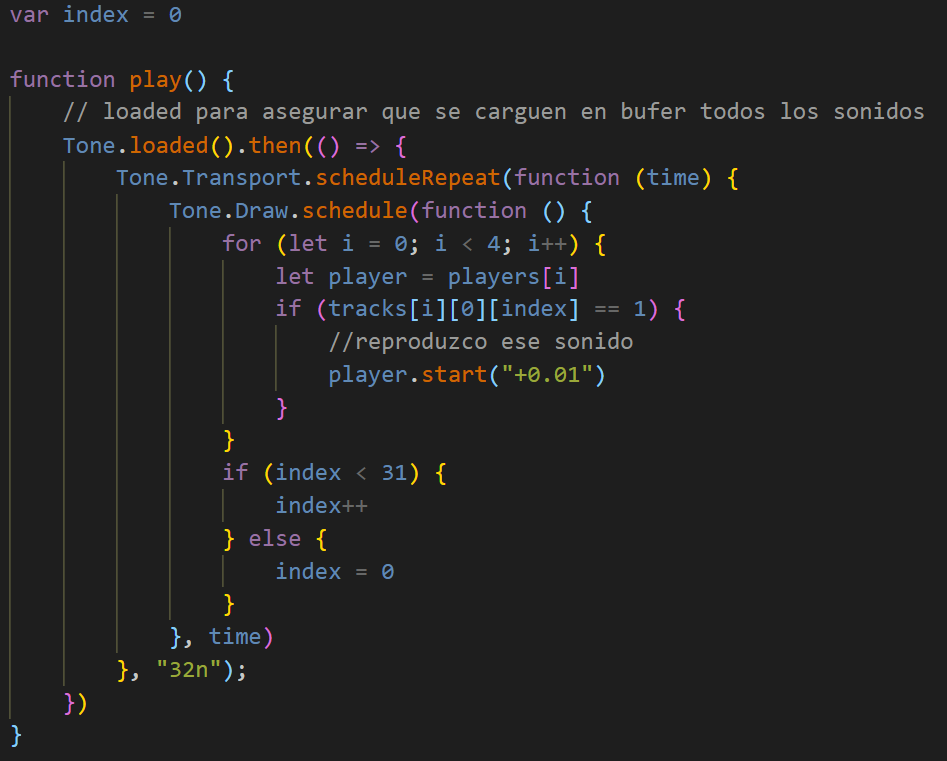 var index = 0
function play() {
// loaded para asegurar que se carguen en bufer todos los sonidos
Tone.loaded().then(() => {
Tone.Transport.scheduleRepeat(function (time) {
Tone.Draw.schedule(function () {
for (let i = 0; i < 4; i++) {
let player = players[i]
if (tracks[i][0][index] == 1) {
//reproduzco ese sonido
player.start("+0.01")
}
}
if (index < 31) {
index++
} else {
index = 0
}
}, time)
}, "32n");
})
}